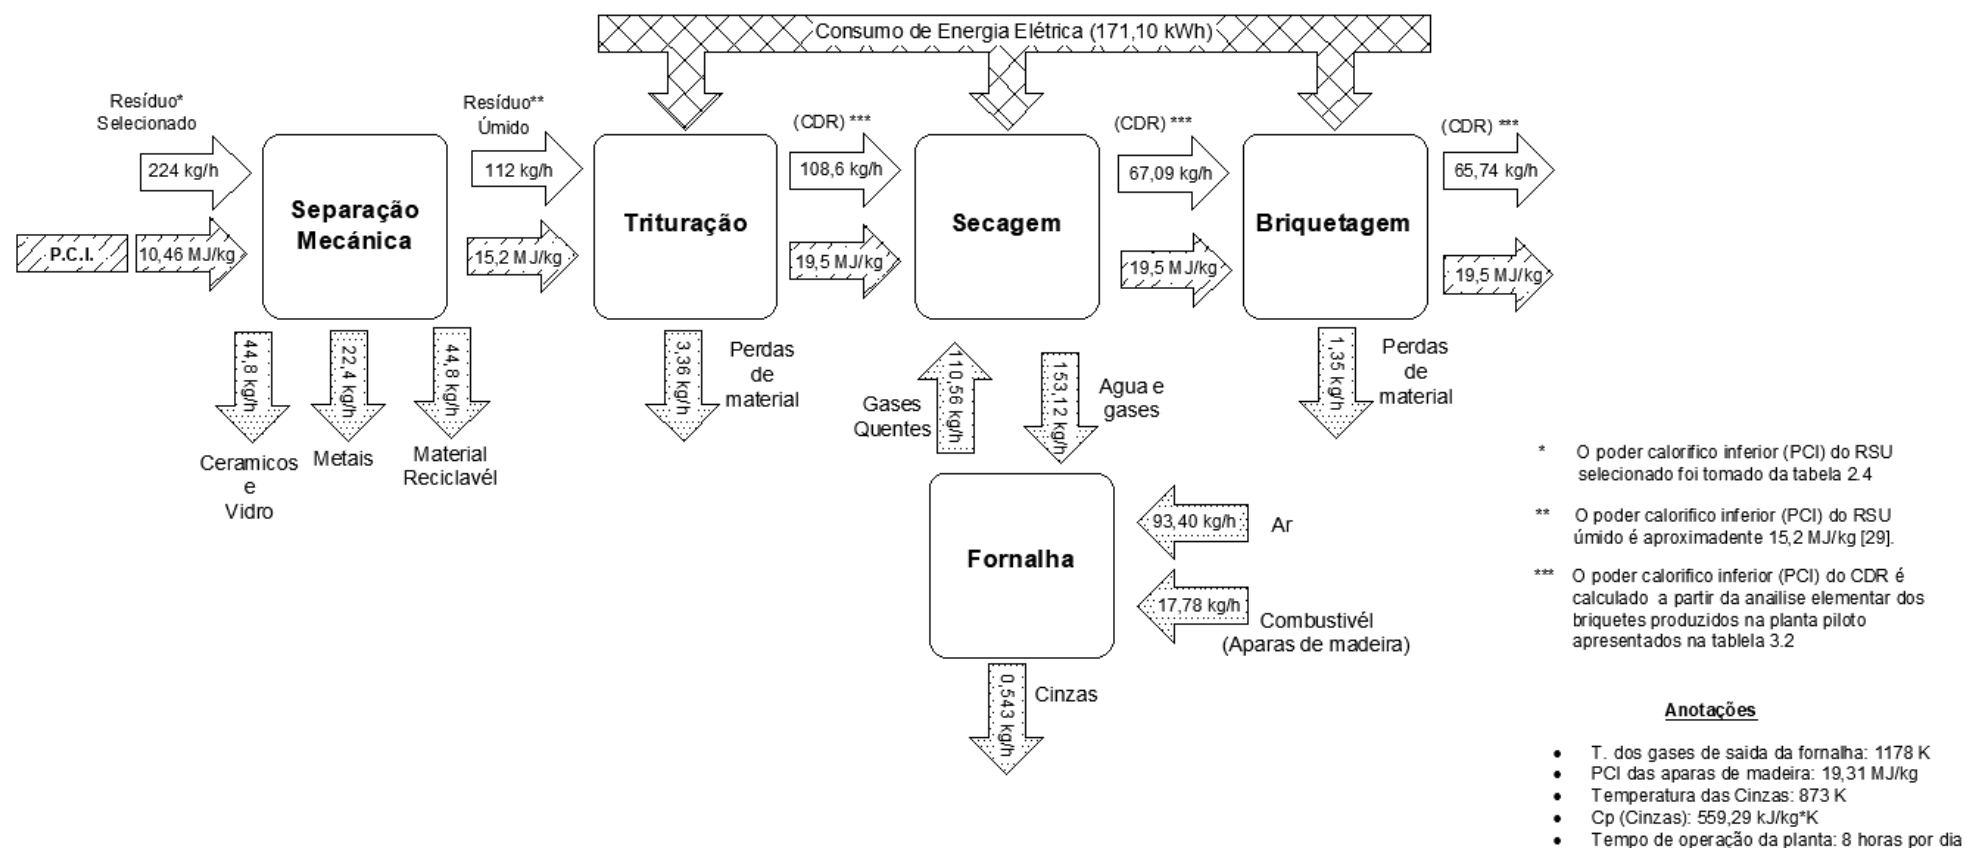 Consumo de Energia Elétrica (171,10 kWh)
Resíduo*
Selecionado
224 kg/h
P.C.I.
10,46 MJ/kg
Separação
Mecánica
Resíduo**
Úmido
112 kg/h
15,2 MJ/kg
Trituração
(CDR) ***
108,6 kg/h
19,5 MJ/kg
Secagem
(CDR) ***
67,09 kg/h
19,5 MJ/kg
Briquetagem
(CDR) ***
65,74 kg/h
19,5 MJ/kg
44,8 kg/h
Ceramicos
e
Vidro
22,4 kg/h
Metais
44,8 kg/h
Material
Reciclavél
3,36 kg/h
Perdas
de
material
110,56 kg/h
Gases
Quentes
153,12 kg/h
Agua e
gases
1,35 kg/h
Perdas
de
material
Fornalha
93,40 kg/h
Ar
17,78 kg/h
Combustivél
(Aparas de madeira)
0,543 kg/h
Cinzas
* O poder calorifico inferior (PCI) do RSU
selecionado foi tomado da tabela 2.4
** O poder calorifico inferior (PCI) do RSU
úmido é aproximadente 15,2 MJ/kg [29].
*** O poder calorifico inferior (PCI) do CDR é
calculado a partir da anailise elementar dos
briquetes produzidos na planta piloto
apresentados na tablela 3.2
Anotações
• T. dos gases de saida da fornalha: 1178 K
• PCI das aparas de madeira: 19,31 MJ/kg
• Temperatura das Cinzas: 873 K
• Cp (Cinzas): 559,29 kJ/kg*K
• Tempo de operação da planta: 8 horas por dia